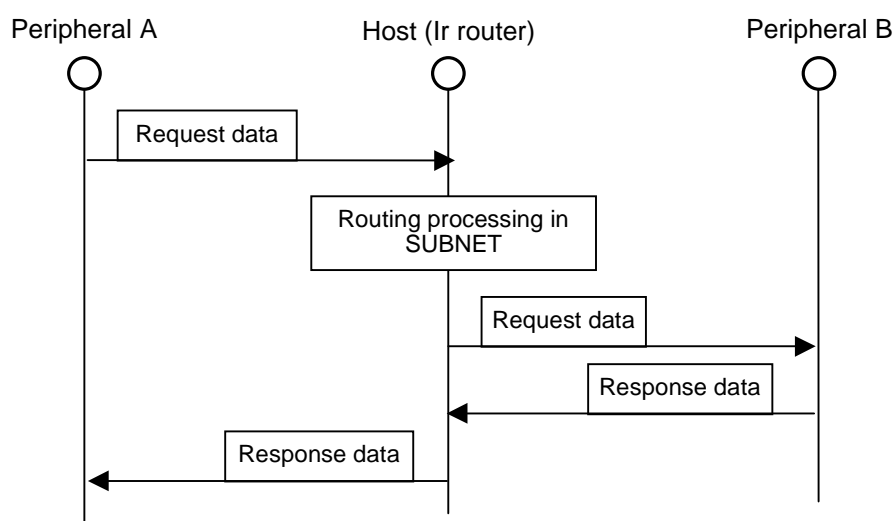 Peripheral A
Host (Ir router)
Peripheral B
Request data
Routing processing in
SUBNET
Request data
Response data
Response data